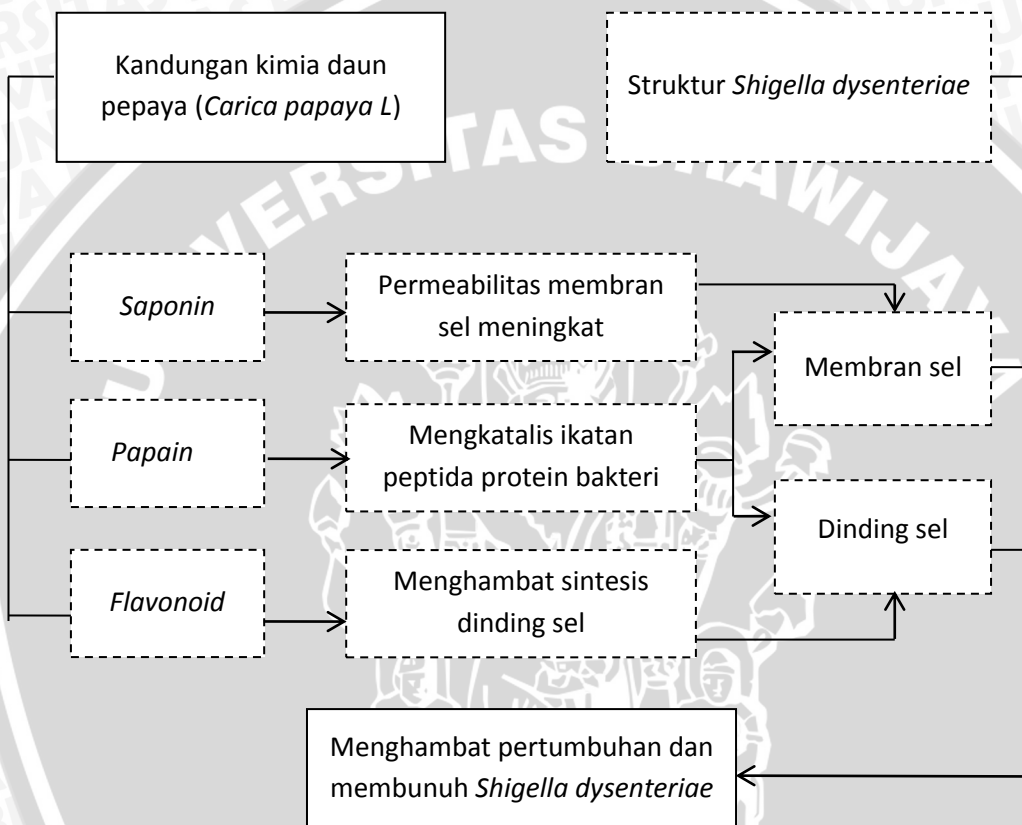 Kandungan kimia daun
pepaya (Carica papaya L)
Struktur Shigella dysenteriae
Saponin
Permeabilitas membran
sel meningkat
Membran sel
Papain
Mengkatalis ikatan
peptida protein bakteri
Dinding sel
Flavonoid
Menghambat sintesis
dinding sel
Menghambat pertumbuhan dan
membunuh Shigella dysenteriae